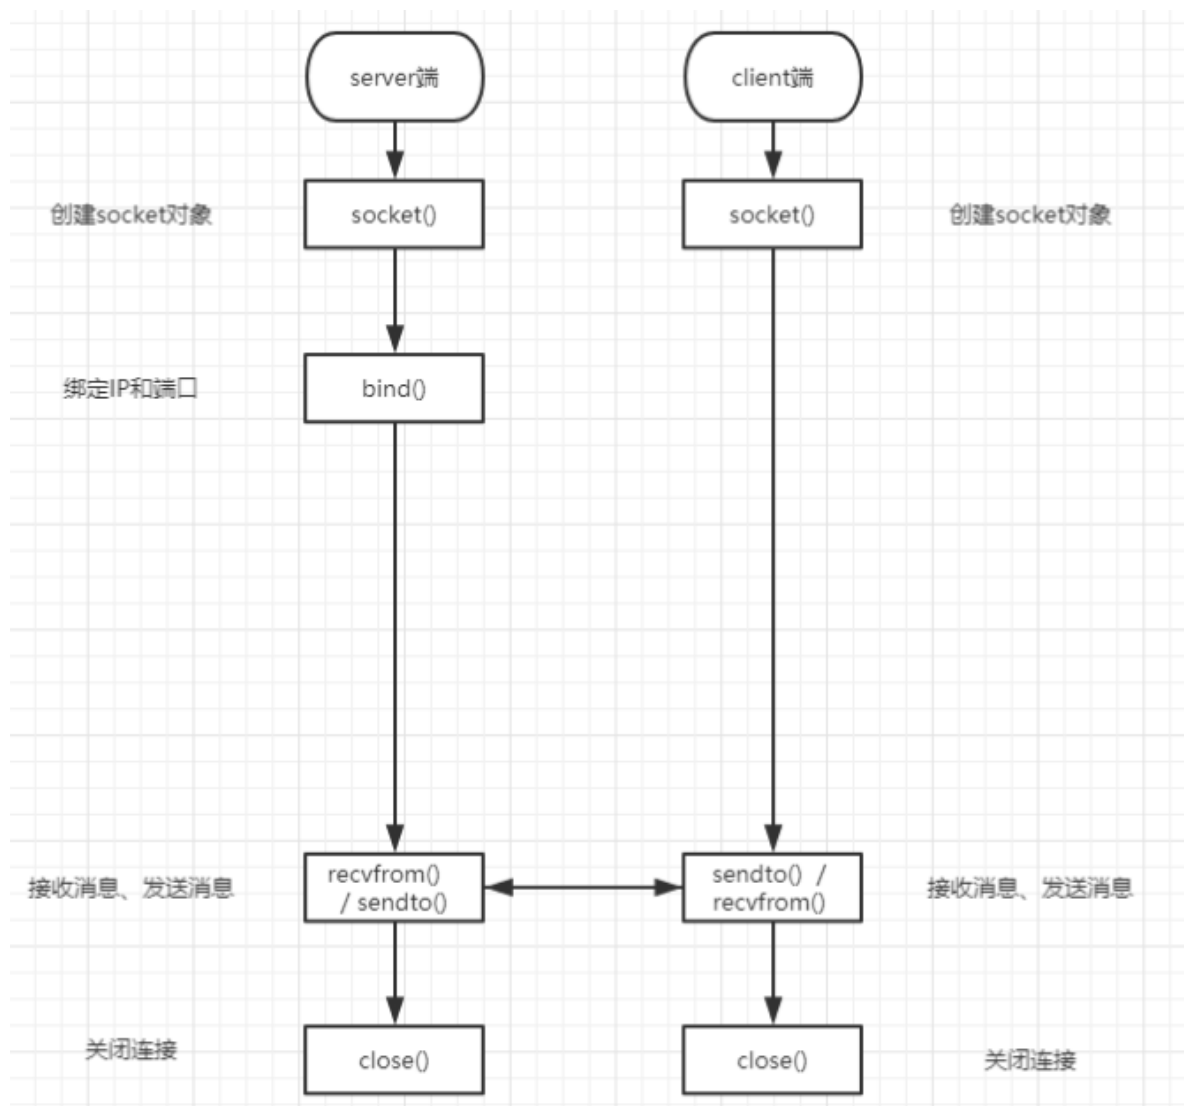 server端
client端
创建socket对象
socket()
socket()
创建socket对象
绑定IP和端口
bind()
接收消息、发送消息
recvfrom()
/ sendto()
sendto() /
recvfrom()
接收消息、发送消息
关闭连接
close()
close()
关闭连接